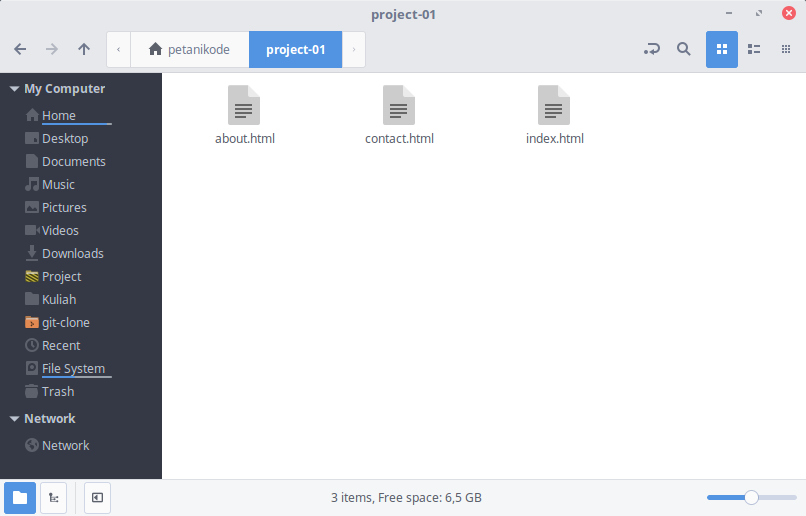 project-01
petanikode
project-01
My Computer
Home
Desktop
Documents
Music
Pictures
Videos
Downloads
Project
Kuliah
git-clone
Recent
File System
Trash
Network
Network
about.html
contact.html
index.html
3 items, Free space: 6,5 GB